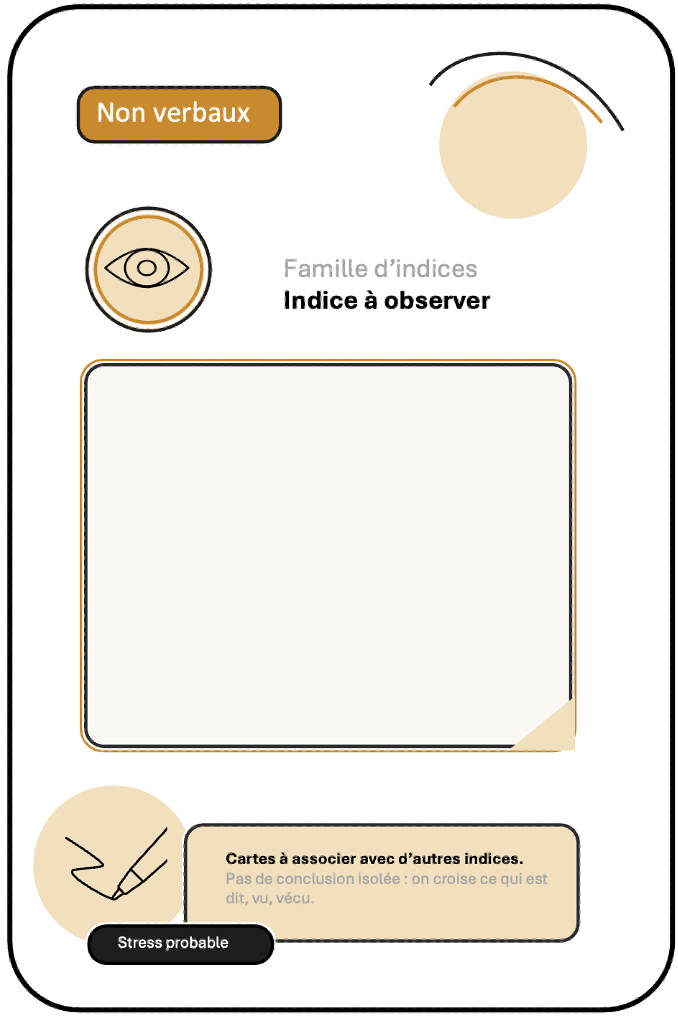 Non verbaux
Famille d’indices
Indice à observer
Cartes à associer avec d’autres indices.
Pas de conclusion isolée : on croise ce qui est
dit, vu, vécu.
Stress probable